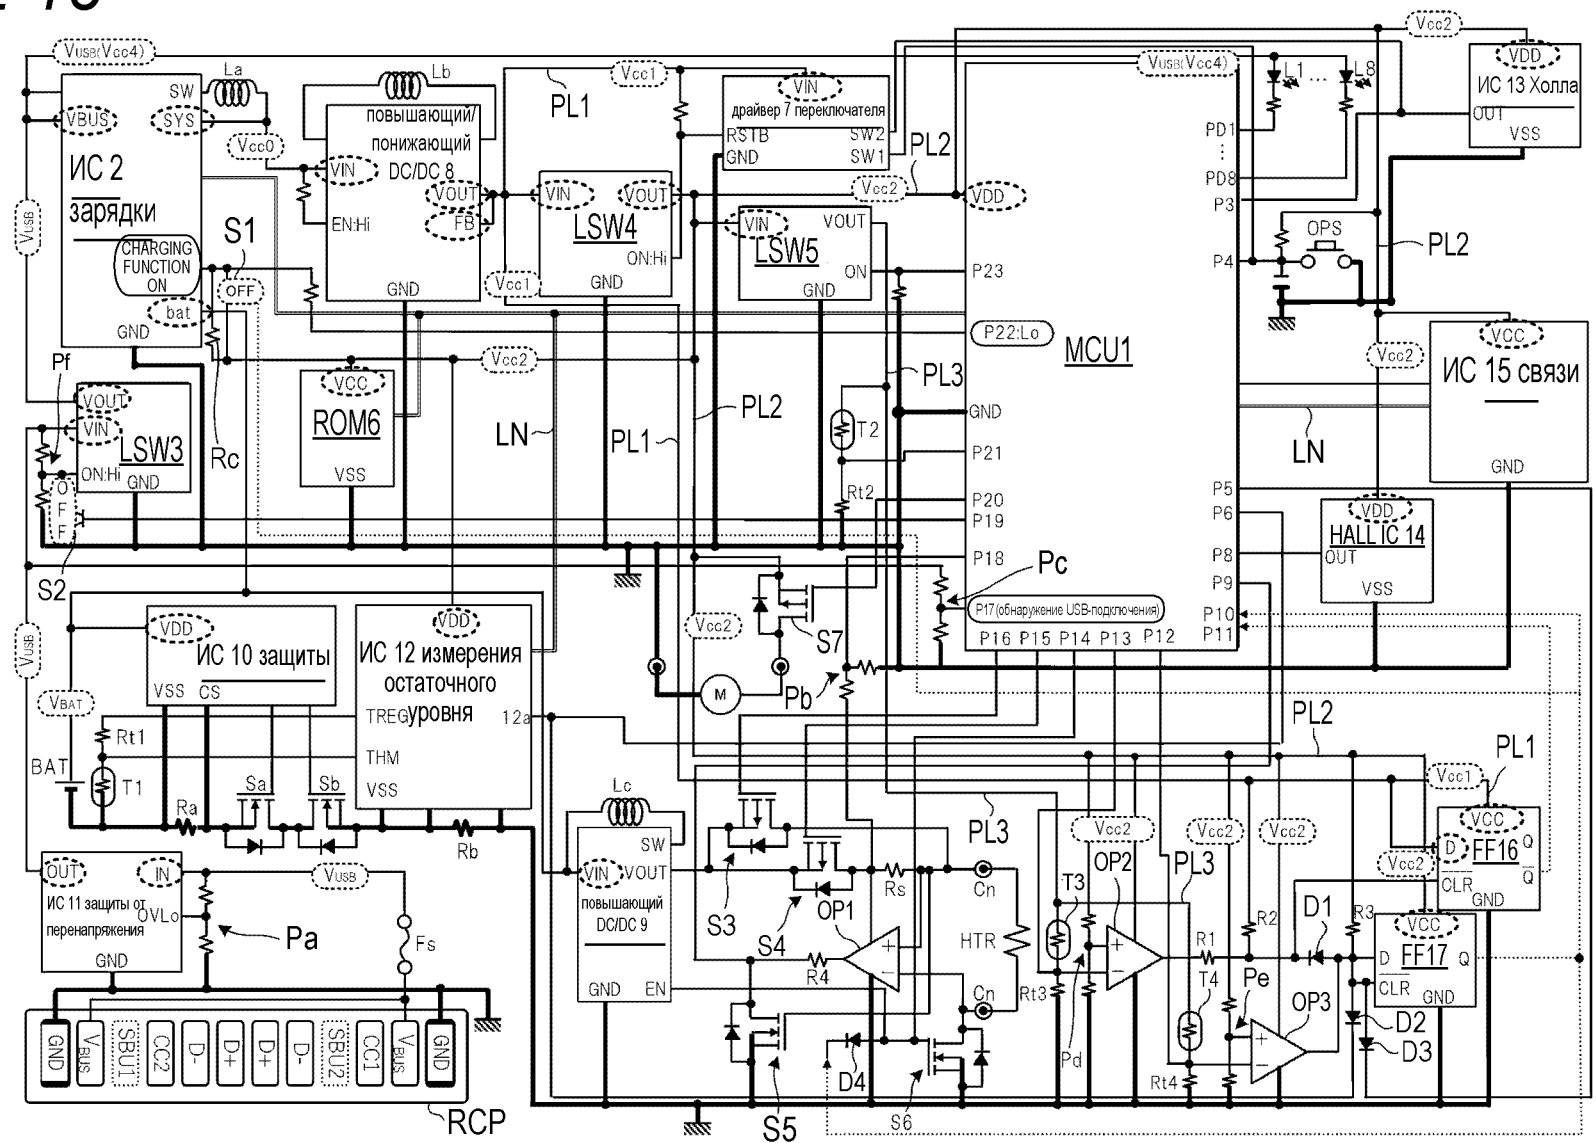 VUSB(Vcc4)
La
SW
VBUS
SYS
Vcc0
ИС 2
зарядки
CHARGING
FUNCTION
ON
bat
GND
VUSB
S1
OFF
Lb
повышающий/
понижающий
DC/DC 8
VIN
VOUT
FB
EN:Hi
GND
PL1
Vcc1
VIN
драйвер 7 переключателя
RSTB
GND
SW2
SW1
VIN
VOUT
LSW4
ON:Hi
GND
Vcc1
Vcc2
PL2
VIN
VOUT
LSW5
ON
GND
VUSB(Vcc4)
VDD
P23
P22:Lo
MCU1
GND
P21
P20
P19
P18
P17 (обнаружение USB-подключения)
P16
P15
P14
P13
P12
PD1
⋮
PD8
P3
P4
P5
P6
P8
P9
P10
P11
L1
...
L8
Vcc2
VDD
ИС 13 Холла
OUT
VSS
OPS
PL2
VCC
Vcc2
ИС 15 связи
LN
GND
VDD
HALL IC 14
OUT
VSS
Pf
VOUT
VIN
LSW3
ON:Hi
GND
OFF
S2
Rc
VCC
ROM6
VSS
Vcc2
LN
PL1
PL2
PL3
T2
Rt2
Pc
S7
Vcc2
M
Pb
VUSB
VBAT
VDD
ИС 10 защиты
VSS
CS
VDD
ИС 12 измерения
остаточного
уровня
TREG
12a
THM
VSS
Rt1
BAT
T1
Sa
Sb
Ra
Rb
OUT
IN
ИС 11 защиты от
перенапряжения
OVLo
GND
VUSB
Pa
Fs
GND
VBUS
SBU1
CC2
D-
D+
D+
D-
SBU2
CC1
VBUS
GND
RCP
Lc
SW
VIN
VOUT
повышающий
DC/DC 9
GND
EN
S3
S4
Rs
OP1
+
−
R4
Cn
HTR
Cn
S5
D4
S6
PL3
T3
Rt3
Vcc2
OP2
+
−
Pd
PL3
R1
T4
Rt4
Vcc2
Vcc2
R2
Pe
OP3
+
−
D1
R3
D2
D3
PL2
Vcc1
PL1
VCC
D
Q
FF16
CLR
Q
GND
Vcc2
VCC
D
FF17
Q
CLR
GND